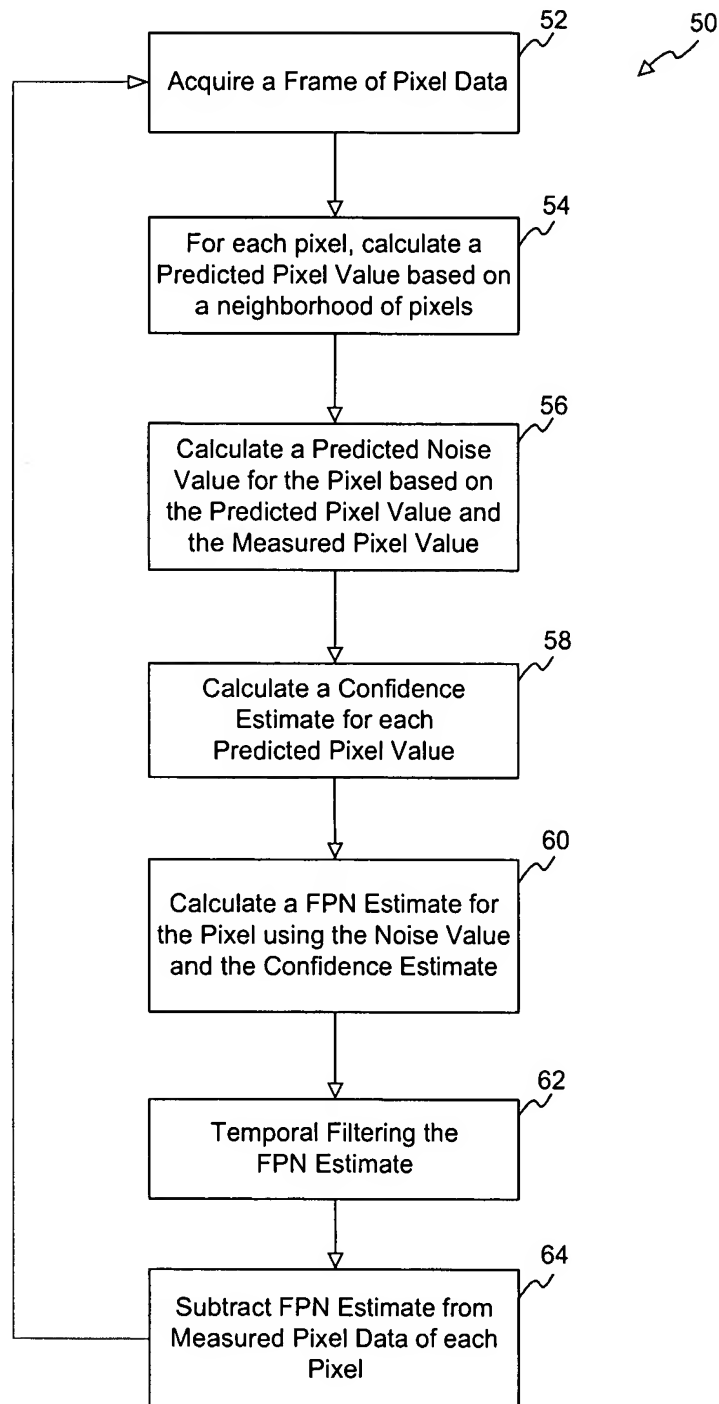 52
50
Acquire a Frame of Pixel Data
54
For each pixel, calculate a
Predicted Pixel Value based on
a neighborhood of pixels
56
Calculate a Predicted Noise
Value for the Pixel based on
the Predicted Pixel Value and
the Measured Pixel Value
58
Calculate a Confidence
Estimate for each
Predicted Pixel Value
60
Calculate a FPN Estimate for
the Pixel using the Noise Value
and the Confidence Estimate
62
Temporal Filtering the
FPN Estimate
64
Subtract FPN Estimate from
Measured Pixel Data of each
Pixel